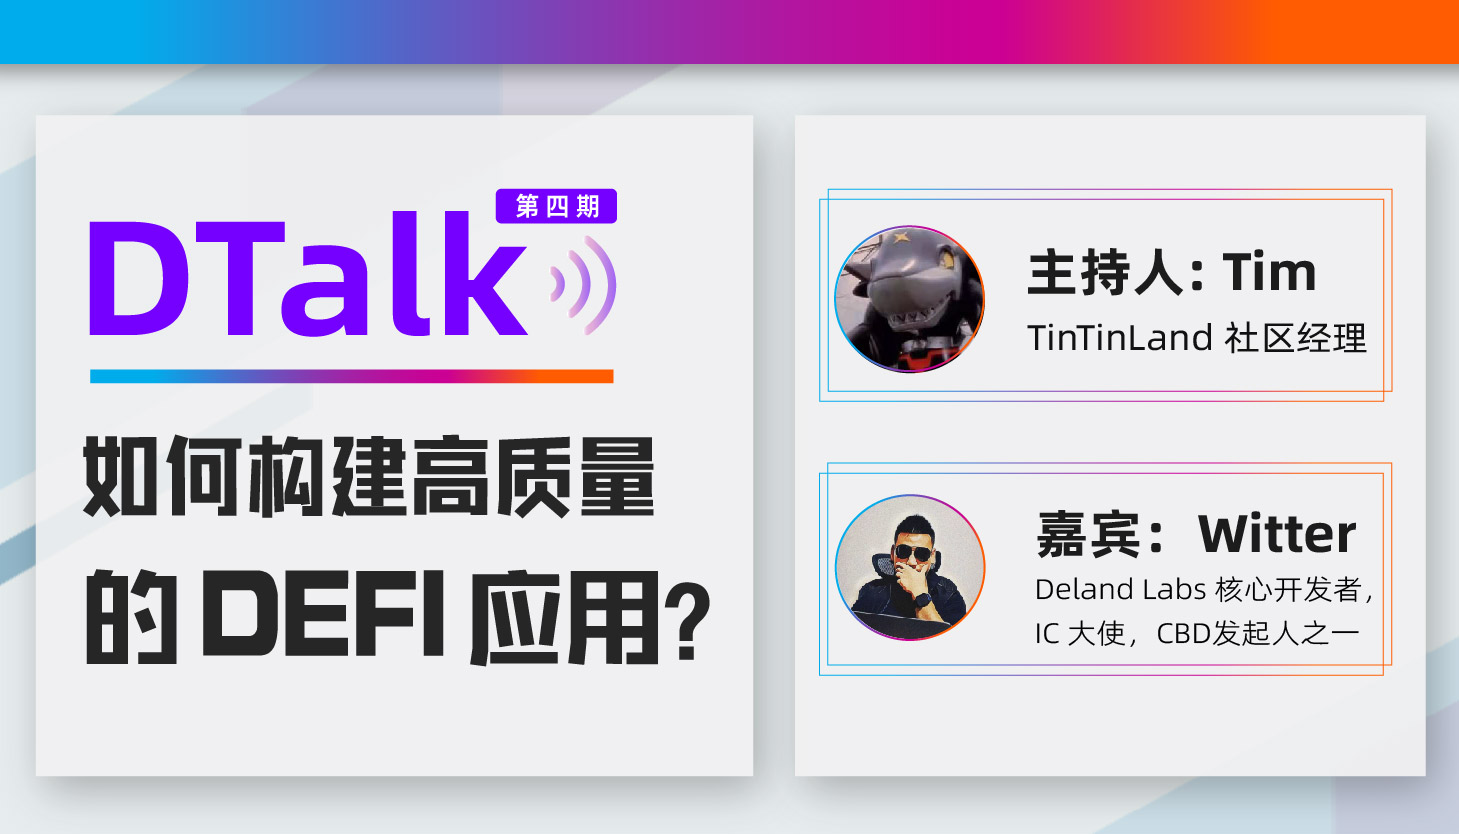 第四期
DTalk
如何构建高质量
的 DEFI 应用?
主持人: Tim
TinTinLand 社区经理
嘉宾：Witter
Deland Labs 核心开发者,
IC 大使，CBD发起人之一